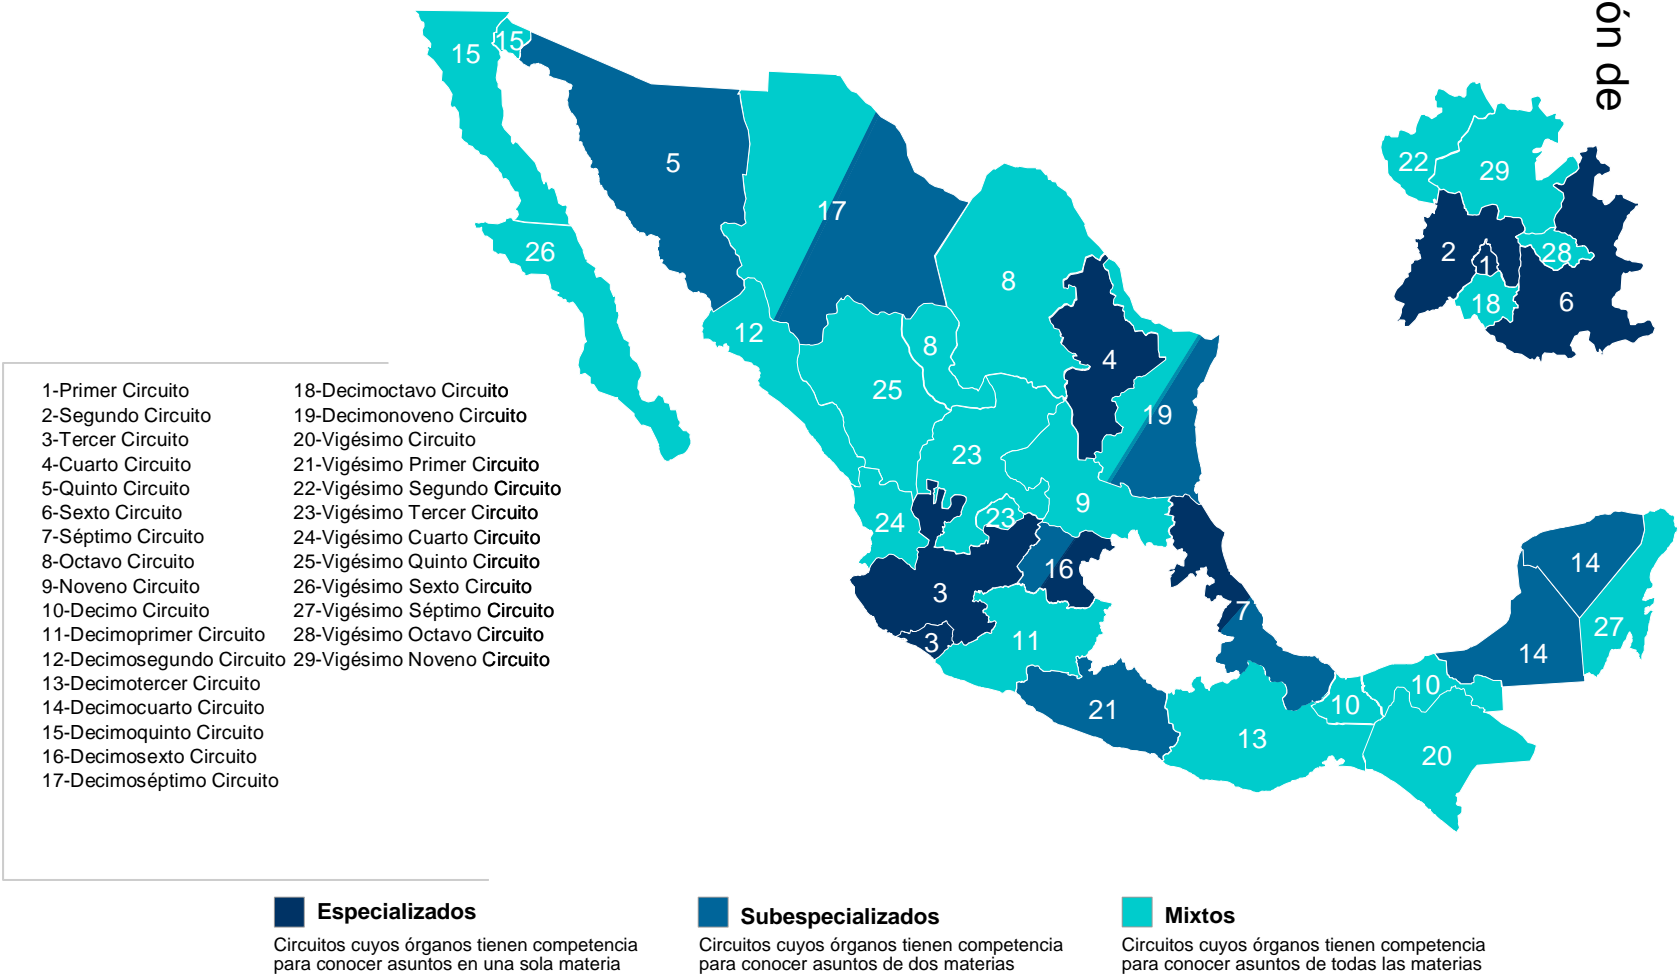 ón de
15
15
5
17
26
8
12
8
4
25
19
23
24
23
9
16
3
3
11
7
21
13
10
10
20
14
14
27
22
29
2
1
28
18
6
1-Primer Circuito
2-Segundo Circuito
3-Tercer Circuito
4-Cuarto Circuito
5-Quinto Circuito
6-Sexto Circuito
7-Séptimo Circuito
8-Octavo Circuito
9-Noveno Circuito
10-Decimo Circuito
11-Decimoprimer Circuito
12-Decimosegundo Circuito
13-Decimotercer Circuito
14-Decimocuarto Circuito
15-Decimoquinto Circuito
16-Decimosexto Circuito
17-Decimoséptimo Circuito
18-Decimoctavo Circuito
19-Decimonoveno Circuito
20-Vigésimo Circuito
21-Vigésimo Primer Circuito
22-Vigésimo Segundo Circuito
23-Vigésimo Tercer Circuito
24-Vigésimo Cuarto Circuito
25-Vigésimo Quinto Circuito
26-Vigésimo Sexto Circuito
27-Vigésimo Séptimo Circuito
28-Vigésimo Octavo Circuito
29-Vigésimo Noveno Circuito
Especializados
Circuitos cuyos órganos tienen competencia
para conocer asuntos en una sola materia
Subespecializados
Circuitos cuyos órganos tienen competencia
para conocer asuntos de dos materias
Mixtos
Circuitos cuyos órganos tienen competencia
para conocer asuntos de todas las materias